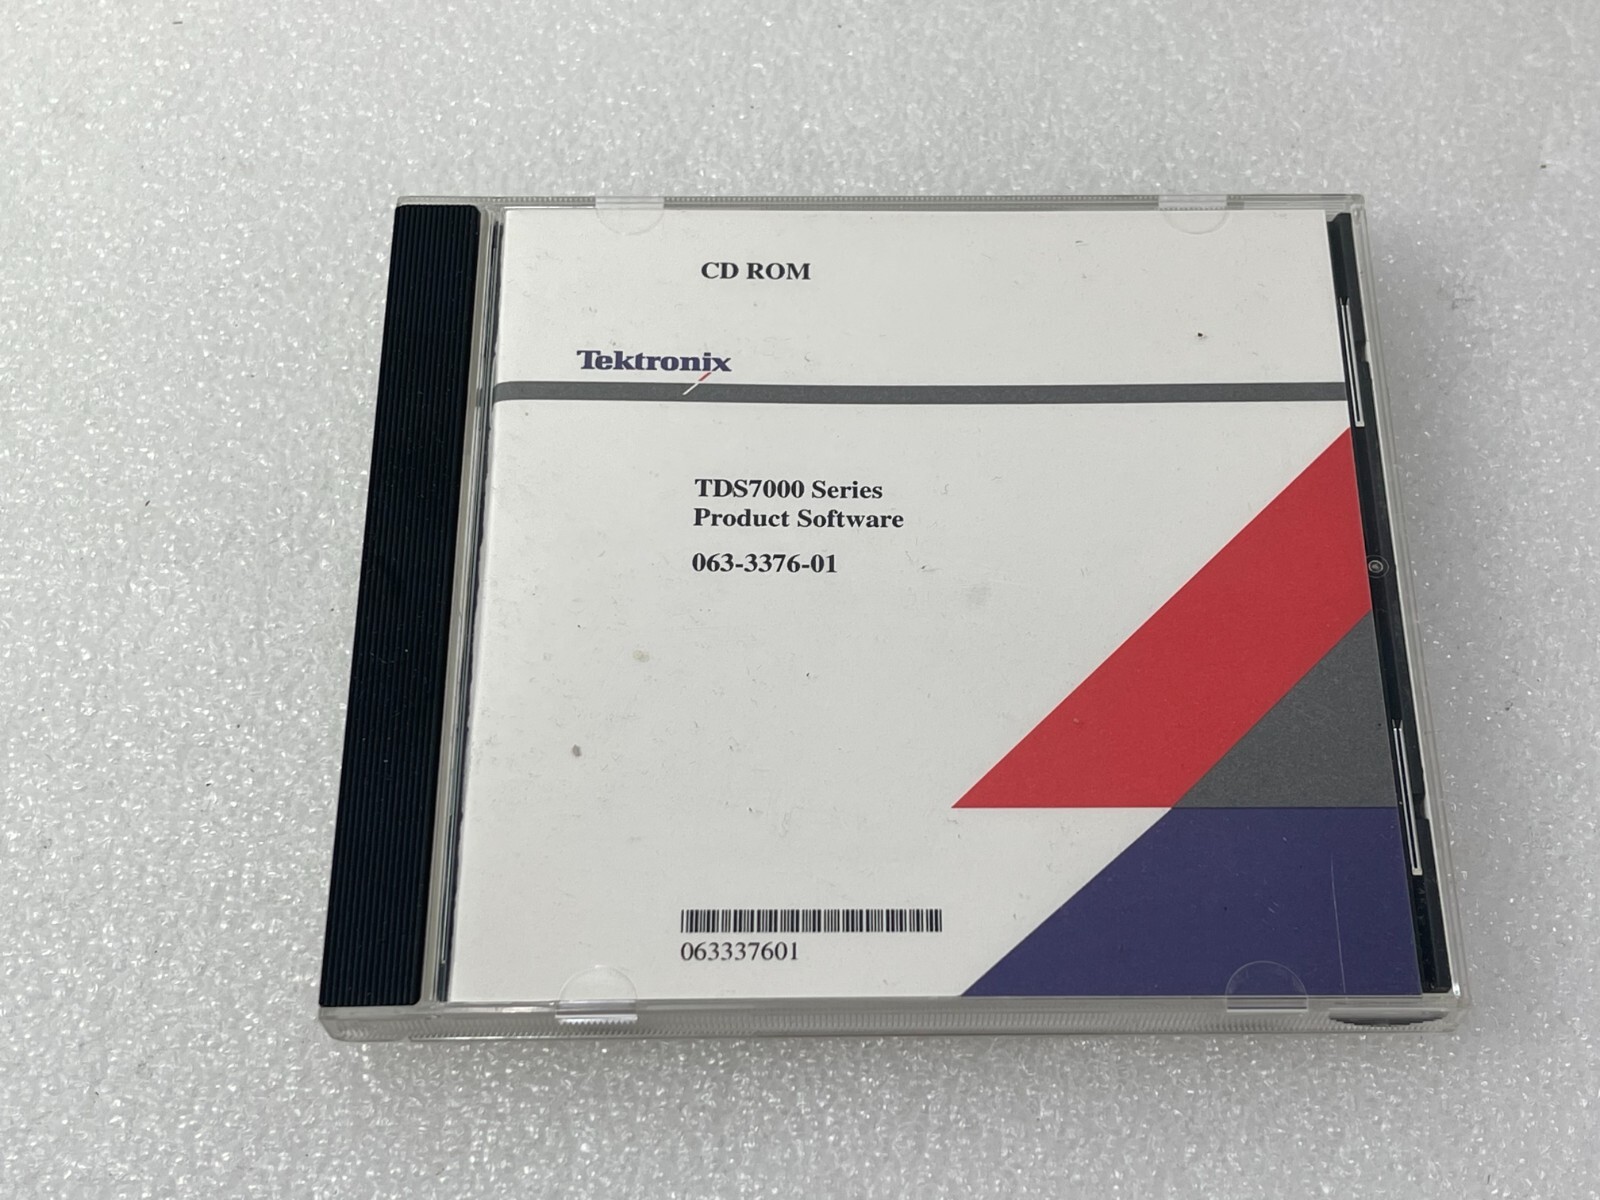 CD ROM
Tektronix
TDS7000 Series
Product Software
063-3376-01
063337601